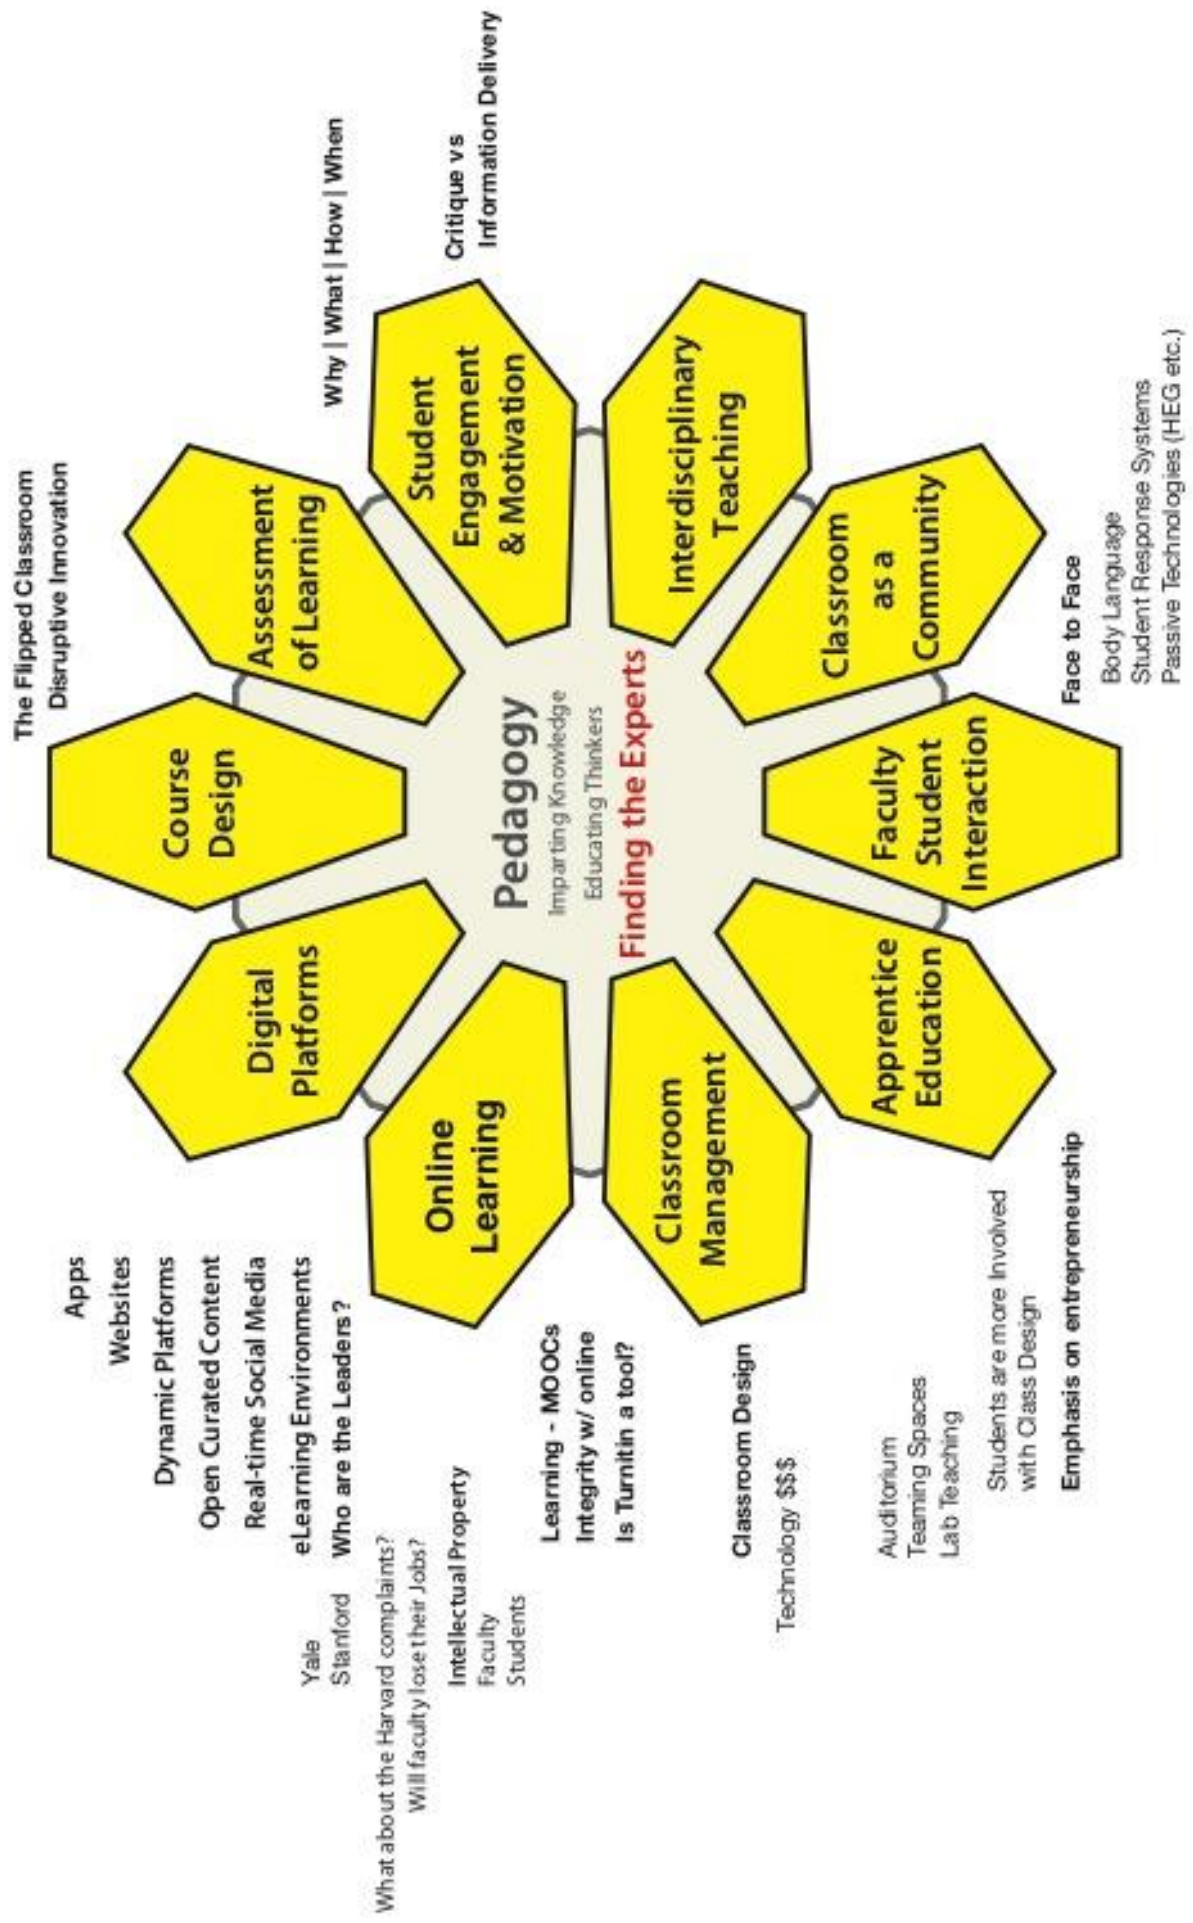 The Flipped Classroom
Disruptive Innovation
Why | What | How | When
Critique vs
Information Delivery
Apps
Websites
Dynamic Platforms
Open Curated Content
Real-time Social Media
eLearning Environments
Yale
Who are the Leaders?
Stanford
What about the Harvard complaints?
Will faculty lose their Jobs?
Intellectual Property
Faculty
Students
Learning - MOOCs
Integrity w/ online
Is Turnitin a tool?
Classroom Design
Technology $$$
Auditorium
Teaming Spaces
Lab Teaching
Students are more Involved
with Class Design
Emphasis on entrepreneurship
Face to Face
Body Language
Student Response Systems
Passive Technologies (HEG etc.)
Course
Design
Assessment
of Learning
Student
Engagement
& Motivation
Interdisciplinary
Teaching
Classroom
as a
Community
Faculty
Student
Interaction
Apprentice
Education
Classroom
Management
Online
Learning
Digital
Platforms
Pedagogy
Imparting Knowledge
Educating Thinkers
Finding the Experts